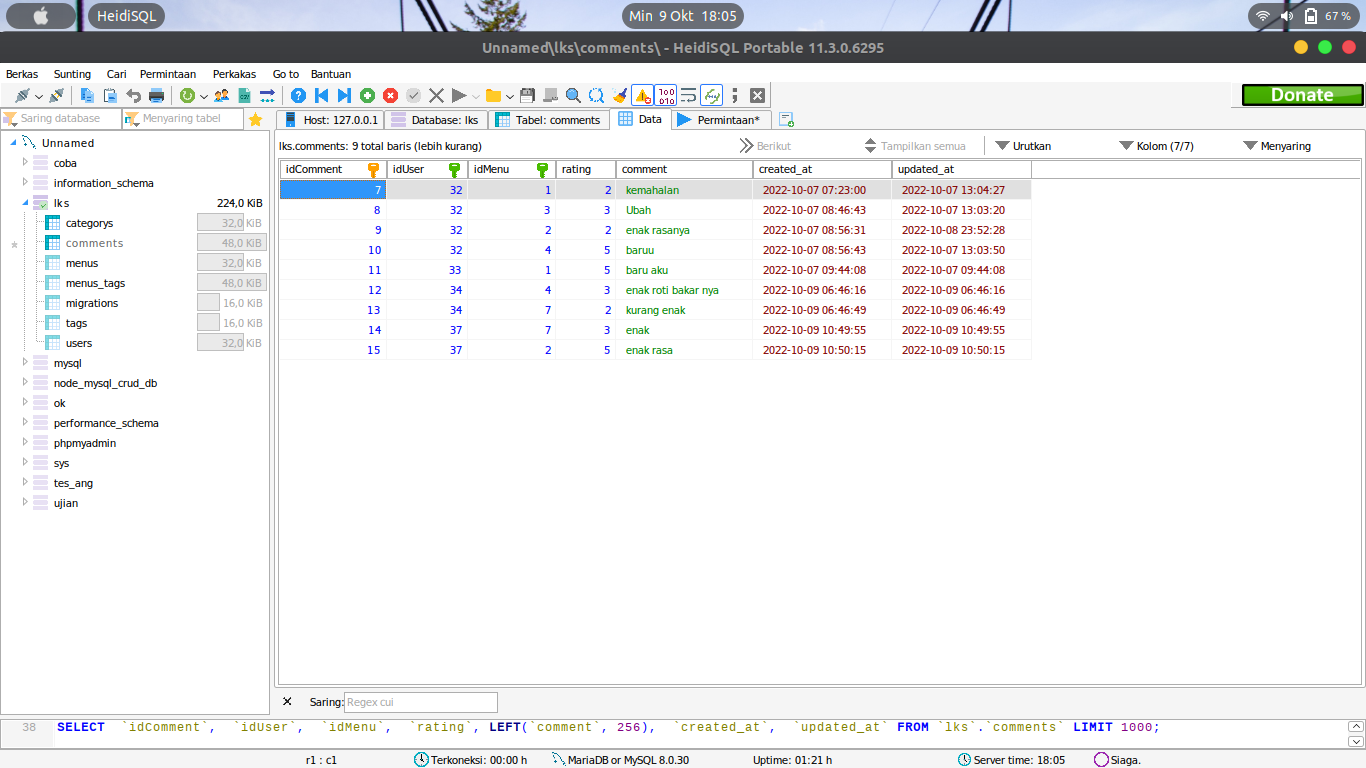 HeidiSQL Min 9 Okt 18:05 67 %
Unnamed\lks\comments\ - HeidiSQL Portable 11.3.0.6295
Berkas Sunting Cari Permintaan Perkakas Go to Bantuan
Donate
Saring database Menyaring tabel
Host: 127.0.0.1 Database: lks Tabel: comments Data Permintaan*
Unnamed
coba
information_schema
lks 224,0 KiB
categorys 32,0 KiB
comments 48,0 KiB
menus 32,0 KiB
menus_tags 48,0 KiB
migrations 16,0 KiB
tags 16,0 KiB
users 32,0 KiB
mysql
node_mysql_crud_db
ok
performance_schema
phpmyadmin
sys
tes_ang
ujian
lks.comments: 9 total baris (lebih kurang) Berikut Tampilkan semua Urutkan Kolom (7/7) Menyaring
idComment idUser idMenu rating comment created_at updated_at
7 32 1 2 kemahalan 2022-10-07 07:23:00 2022-10-07 13:04:27
8 32 3 3 Ubah 2022-10-07 08:46:43 2022-10-07 13:03:20
9 32 2 2 enak rasanya 2022-10-07 08:56:31 2022-10-08 23:52:28
10 32 4 5 baruu 2022-10-07 08:56:43 2022-10-07 13:03:50
11 33 1 5 baru aku 2022-10-07 09:44:08 2022-10-07 09:44:08
12 34 4 3 enak roti bakar nya 2022-10-09 06:46:16 2022-10-09 06:46:16
13 34 7 2 kurang enak 2022-10-09 06:46:49 2022-10-09 06:46:49
14 37 7 3 enak 2022-10-09 10:49:55 2022-10-09 10:49:55
15 37 2 5 enak rasa 2022-10-09 10:50:15 2022-10-09 10:50:15
Saring: Regex cui
38 SELECT `idComment`, `idUser`, `idMenu`, `rating`, LEFT(`comment`, 256), `created_at`, `updated_at` FROM `lks`.`comments` LIMIT 1000;
r1 : c1 Terkoneksi: 00:00 h MariaDB or MySQL 8.0.30 Uptime: 01:21 h Server time: 18:05 Siaga.